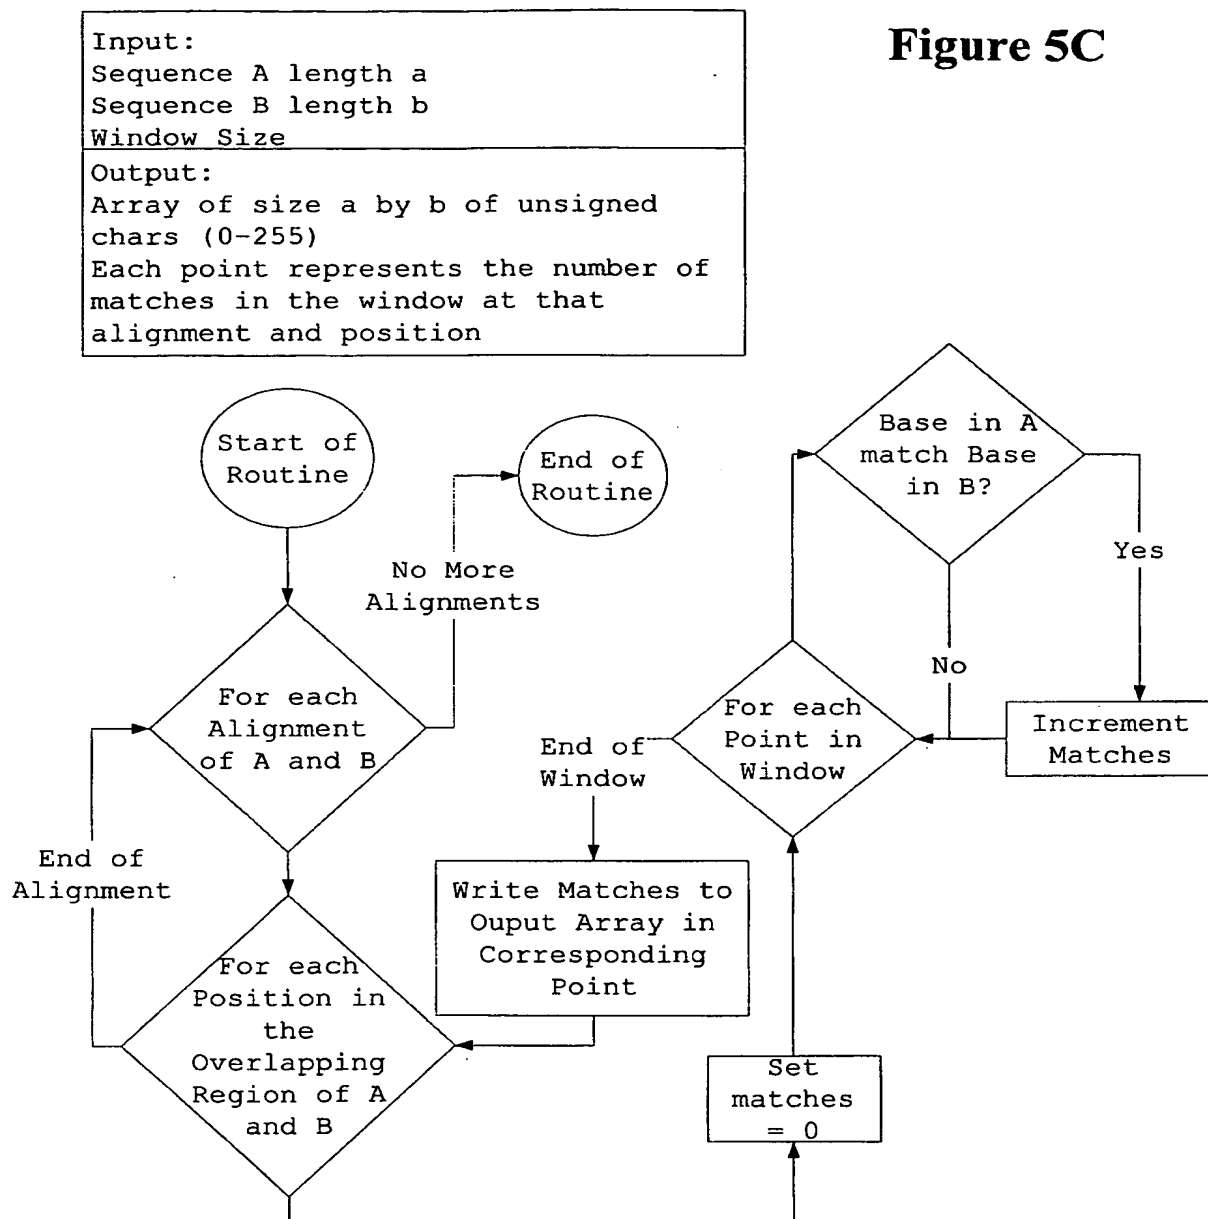 Figure 5C
Input:
Sequence A length a
Sequence B length b
Window Size
Output:
Array of size a by b of unsigned
chars (0-255)
Each point represents the number of
matches in the window at that
alignment and position
Start of
Routine
End of
Routine
No More
Alignments
For each
Alignment
of A and B
End of
Alignment
For each
Position in
the
Overlapping
Region of A
and B
Write Matches to
Ouput Array in
Corresponding
Point
End of
Window
For each
Point in
Window
Base in A
match Base
in B?
Yes
No
Increment
Matches
Set
matches
= 0